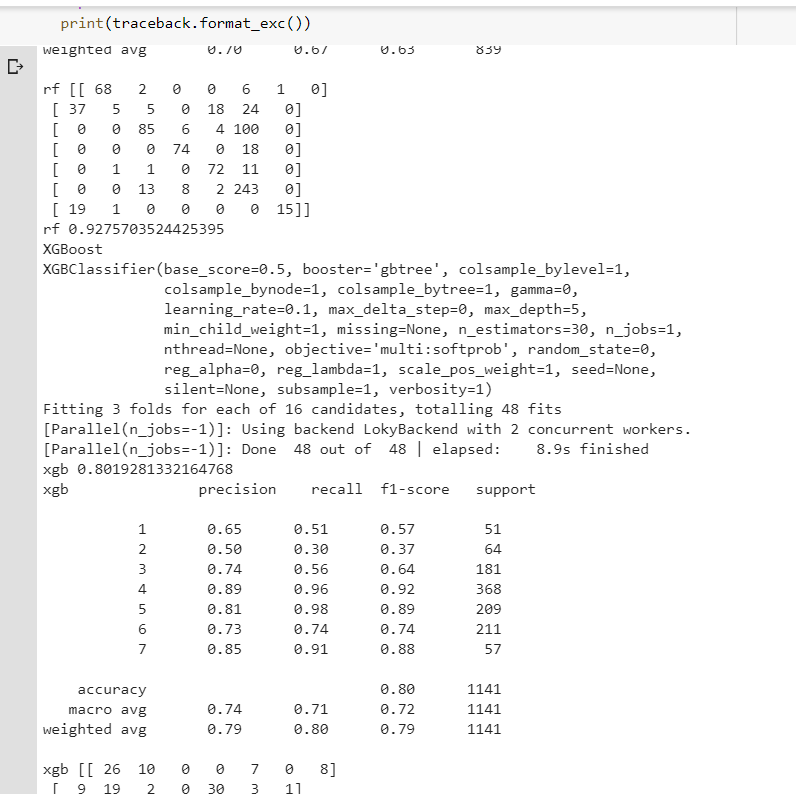 print(traceback.format_exc())
weighted avg 0.70 0.67 0.63 839
rf [[ 68 2 0 0 6 1 0]
[ 37 5 5 0 18 24 0]
[ 0 0 85 6 4 100 0]
[ 0 0 0 74 0 18 0]
[ 0 1 1 0 72 11 0]
[ 0 0 13 8 2 243 0]
[ 19 1 0 0 0 0 15]]
rf 0.9275703524425395
XGBoost
XGBClassifier(base_score=0.5, booster='gbtree', colsample_bylevel=1,
colsample_bynode=1, colsample_bytree=1, gamma=0,
learning_rate=0.1, max_delta_step=0, max_depth=5,
min_child_weight=1, missing=None, n_estimators=30, n_jobs=1,
nthread=None, objective='multi:softprob', random_state=0,
reg_alpha=0, reg_lambda=1, scale_pos_weight=1, seed=None,
silent=None, subsample=1, verbosity=1)
Fitting 3 folds for each of 16 candidates, totalling 48 fits
[Parallel(n_jobs=-1)]: Using backend LokyBackend with 2 concurrent workers.
[Parallel(n_jobs=-1)]: Done 48 out of 48 | elapsed: 8.9s finished
xgb 0.8019281332164768
xgb precision recall f1-score support
1 0.65 0.51 0.57 51
2 0.50 0.30 0.37 64
3 0.74 0.56 0.64 181
4 0.89 0.96 0.92 368
5 0.81 0.98 0.89 209
6 0.73 0.74 0.74 211
7 0.85 0.91 0.88 57
accuracy 0.80 1141
macro avg 0.74 0.71 0.72 1141
weighted avg 0.79 0.80 0.79 1141
xgb [[ 26 10 0 0 7 0 8]
[ 9 19 2 0 30 3 1]